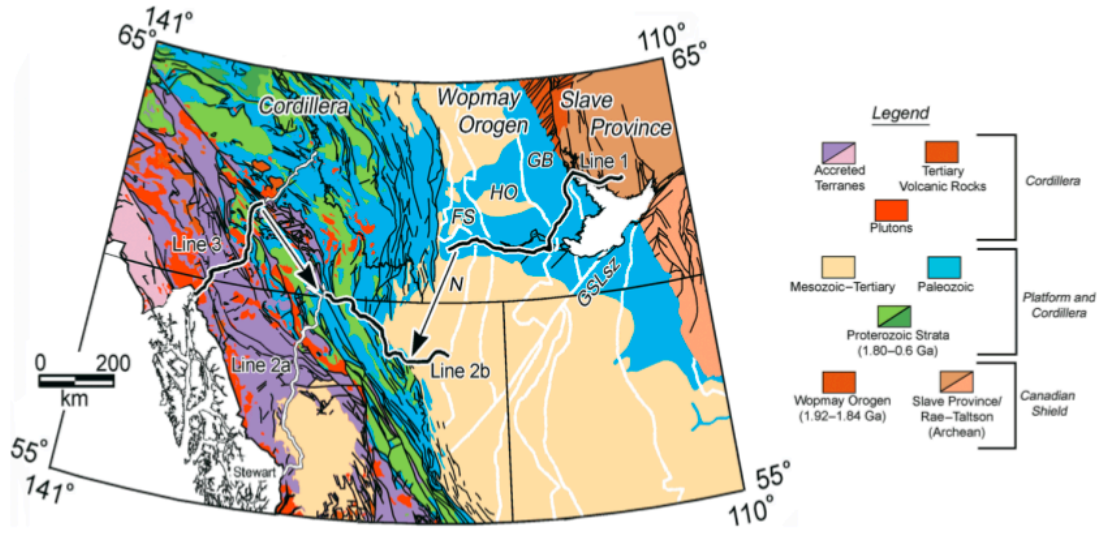 141°
65°
110°
65°
Cordillera
Wopmay
Orogen
Slave
Province
GB
Line 1
HO
FS
Line 3
N
GSLsz
0 200
km
Line 2a
Line 2b
Stewart
55°
141°
55°
110°
Legend
Accreted
Terranes
Tertiary
Volcanic Rocks
Plutons
Cordillera
Mesozoic–Tertiary
Paleozoic
Proterozoic Strata
(1.80–0.6 Ga)
Platform and
Cordillera
Wopmay Orogen
(1.92–1.84 Ga)
Slave Province/
Rae–Taltson
(Archean)
Canadian
Shield